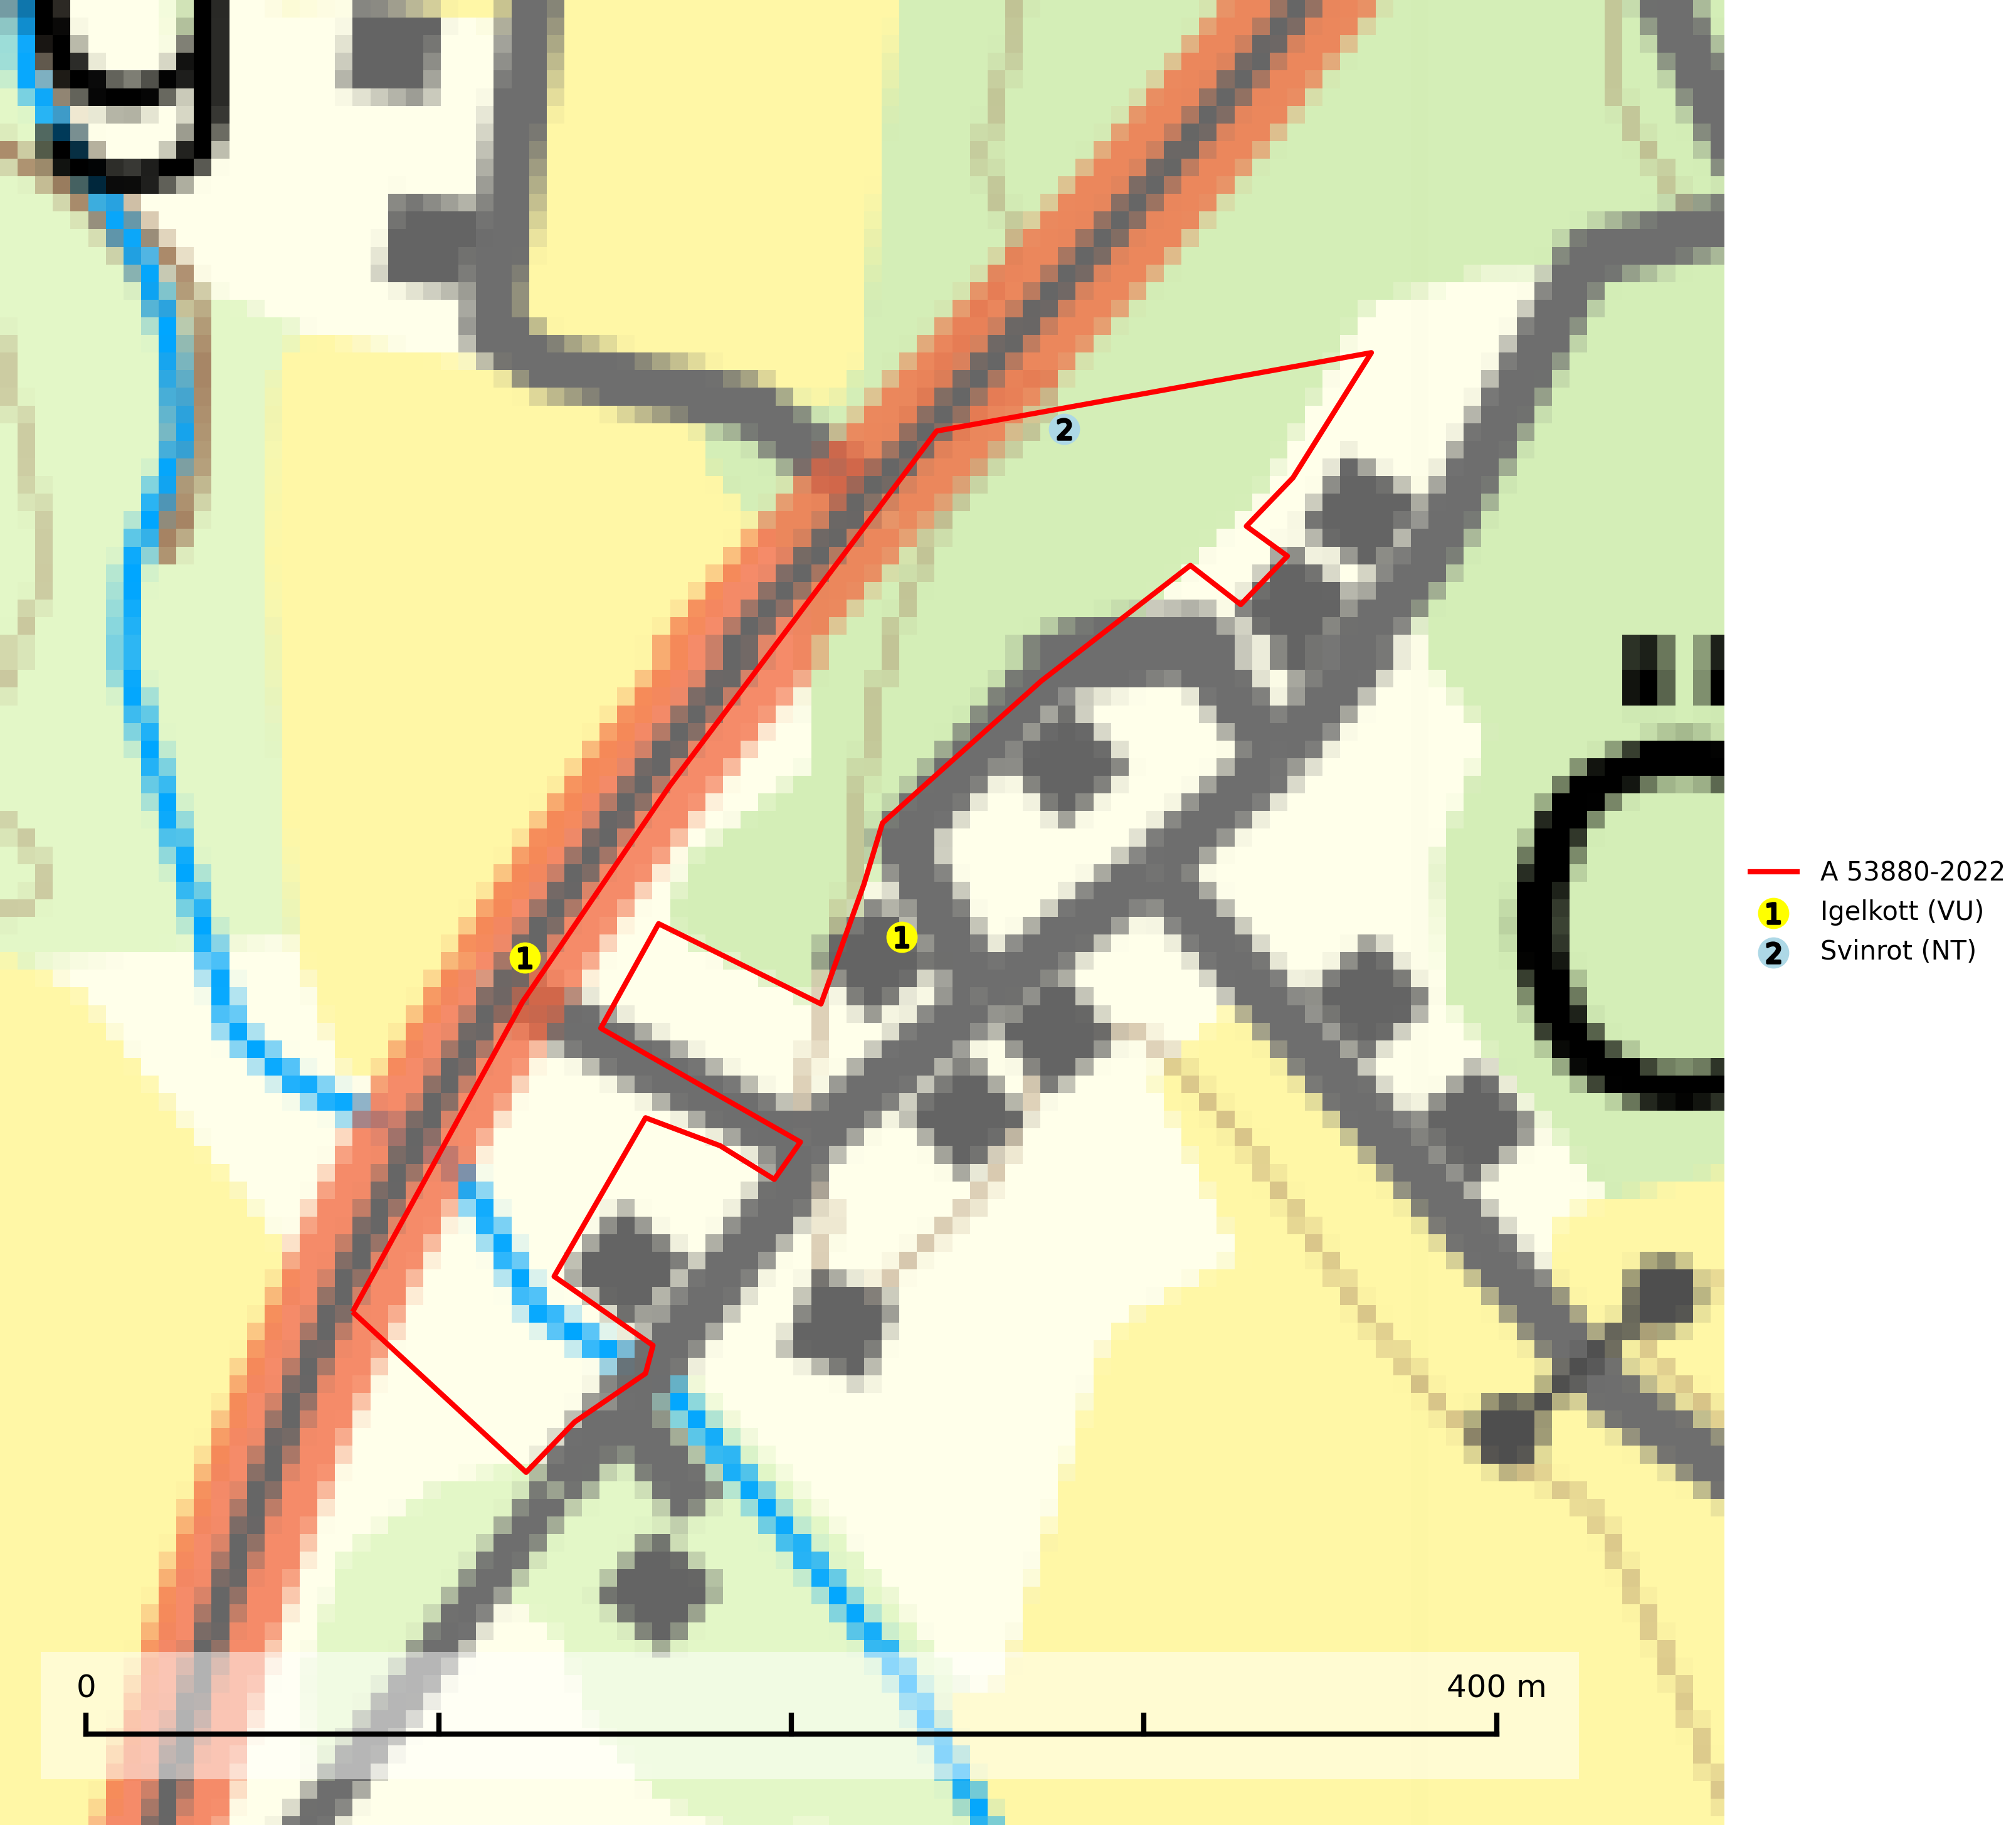 2
1
1
A 53880-2022
1 Igelkott (VU)
2 Svinrot (NT)
0 400 m